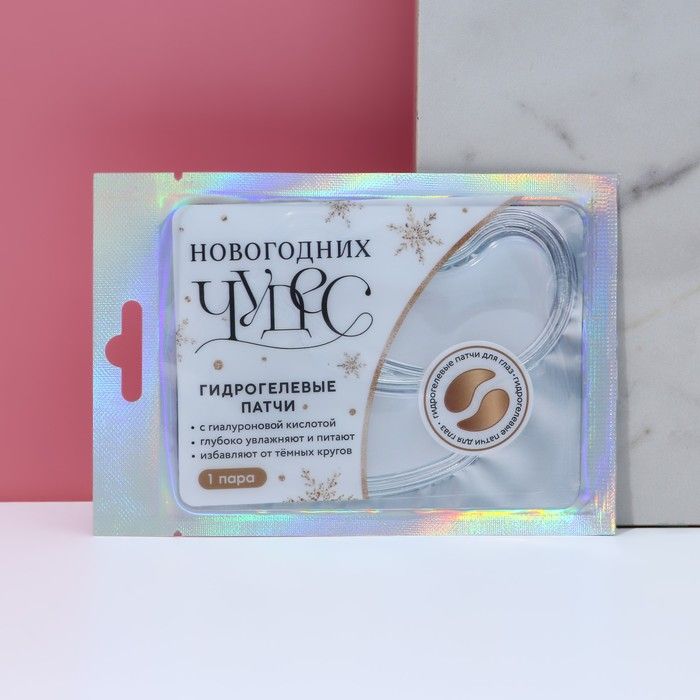 НОВОГОДНИХ
ЧУДЕС
ГИДРОГЕЛЕВЫЕ
ПАТЧИ
• с гиалуроновой кислотой
• глубоко увлажняют и питают
• избавляют от тёмных кругов
1 пара
гидрогелевые патчи для глаз • гидрогелевые патчи для глаз •